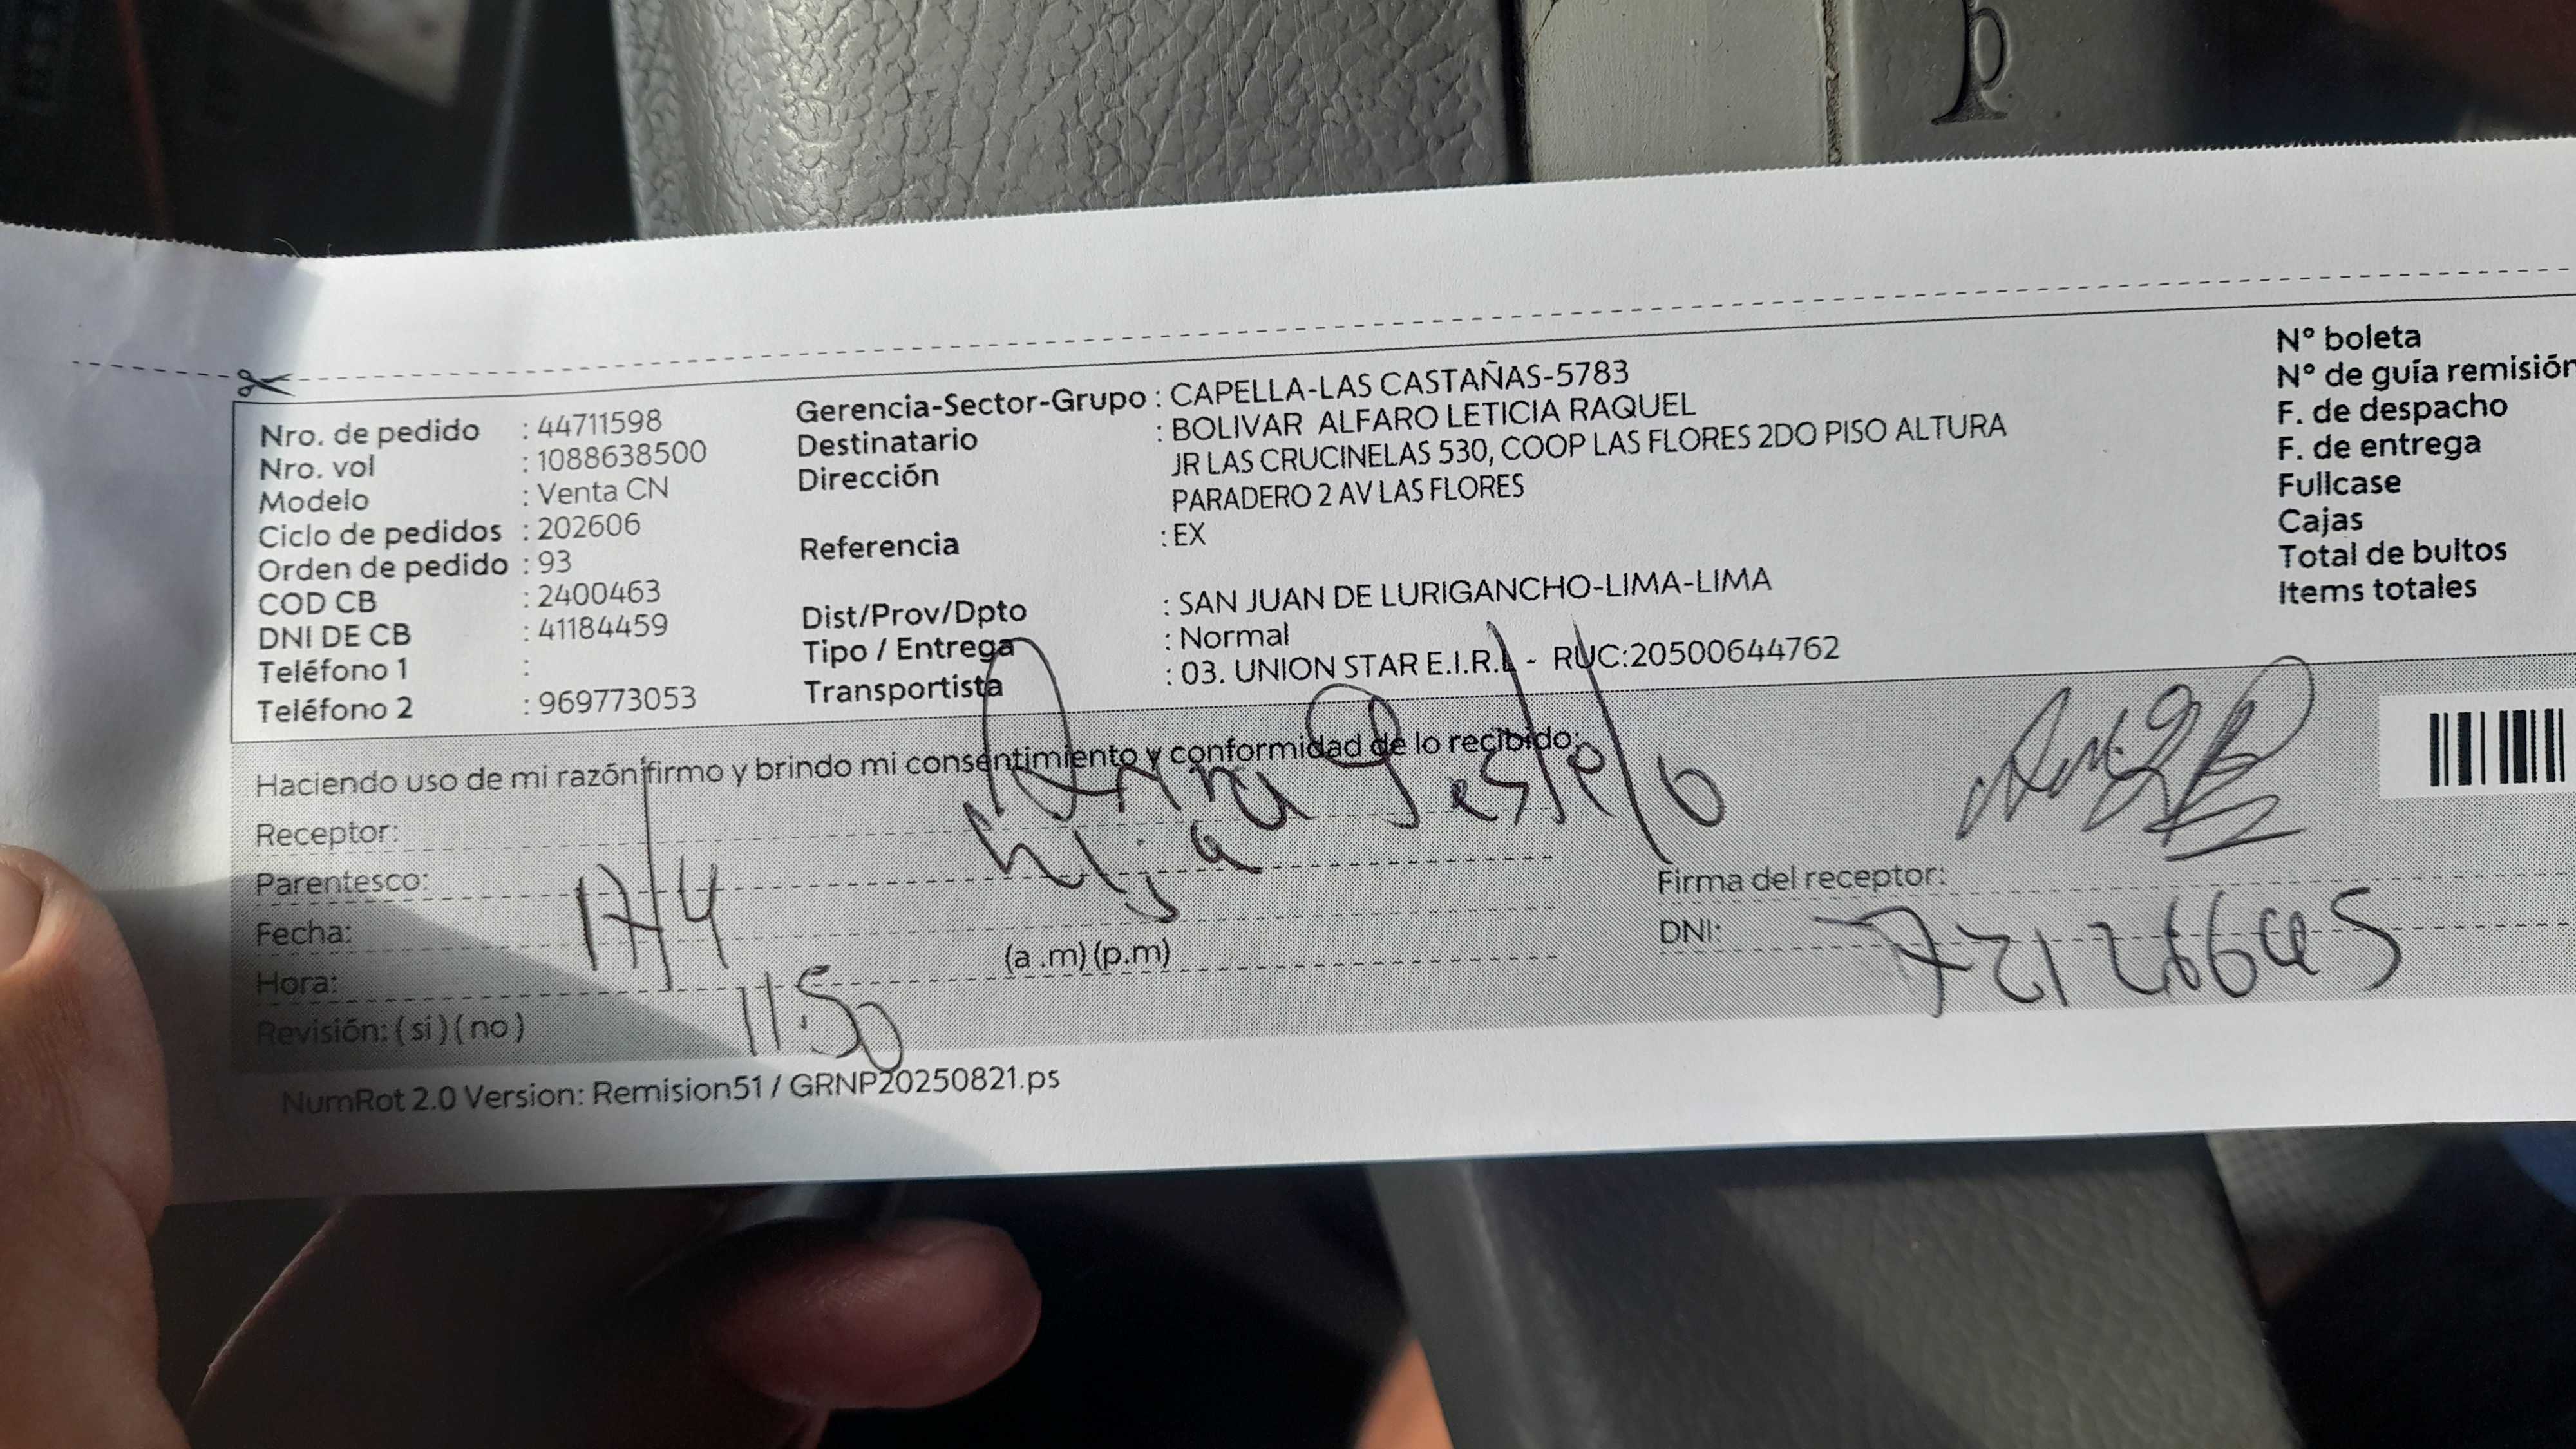 p
Nro. de pedido : 44711598
Nro. vol : 1088638500
Modelo : Venta CN
Ciclo de pedidos : 202606
Orden de pedido : 93
COD CB : 2400463
DNI DE CB : 41184459
Teléfono 1 :
Teléfono 2 : 969773053
Gerencia-Sector-Grupo : CAPELLA-LAS CASTAÑAS-5783
Destinatario : BOLIVAR ALFARO LETICIA RAQUEL
Dirección JR LAS CRUCINELAS 530, COOP LAS FLORES 2DO PISO ALTURA
PARADERO 2 AV LAS FLORES
Referencia : EX
Dist/Prov/Dpto : SAN JUAN DE LURIGANCHO-LIMA-LIMA
Tipo / Entrega : Normal
Transportista : 03. UNION STAR E.I.R.L - RUC:20500644762
N° boleta
N° de guía remisión
F. de despacho
F. de entrega
Fullcase
Cajas
Total de bultos
Items totales
Haciendo uso de mi razón firmo y brindo mi consentimiento y conformidad de lo recibido:
Receptor:
Parentesco: hija
Fecha: 17/4
Hora: 11:50 (a .m) (p.m)
Revisión: ( si ) ( no )
Firma del receptor:
DNI:
NumRot 2.0 Version: Remision51 / GRNP20250821.ps